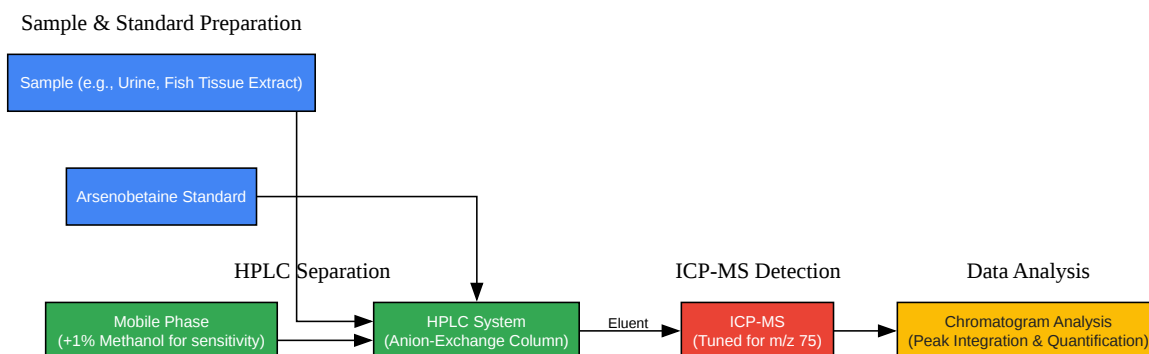 Sample & Standard Preparation
Sample (e.g., Urine, Fish Tissue Extract)
Arsenobetaine Standard
HPLC Separation
ICP-MS Detection
Data Analysis
Mobile Phase
(+1% Methanol for sensitivity)
HPLC System
(Anion-Exchange Column)
Eluent
ICP-MS
(Tuned for m/z 75)
Chromatogram Analysis
(Peak Integration & Quantification)